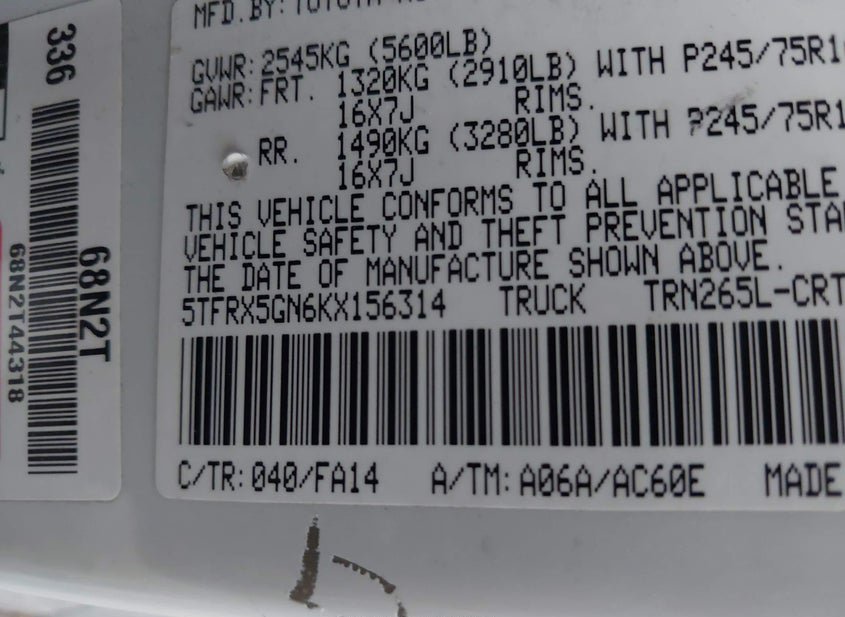 336
68N2T
68N2T44318
MFD.BY: TOYOTA
GVWR: 2545KG (5600LB)
GAWR: FRT. 1320KG (2910LB) WITH P245/75R1
16X7J RIMS.
RR. 1490KG (3280LB) WITH P245/75R1
16X7J RIMS.
THIS VEHICLE CONFORMS TO ALL APPLICABLE
VEHICLE SAFETY AND THEFT PREVENTION STA
THE DATE OF MANUFACTURE SHOWN ABOVE.
5TFRX5GN6KX156314 TRUCK TRN265L-CRT
C/TR: 040/FA14 A/TM: A06A/AC60E MADE